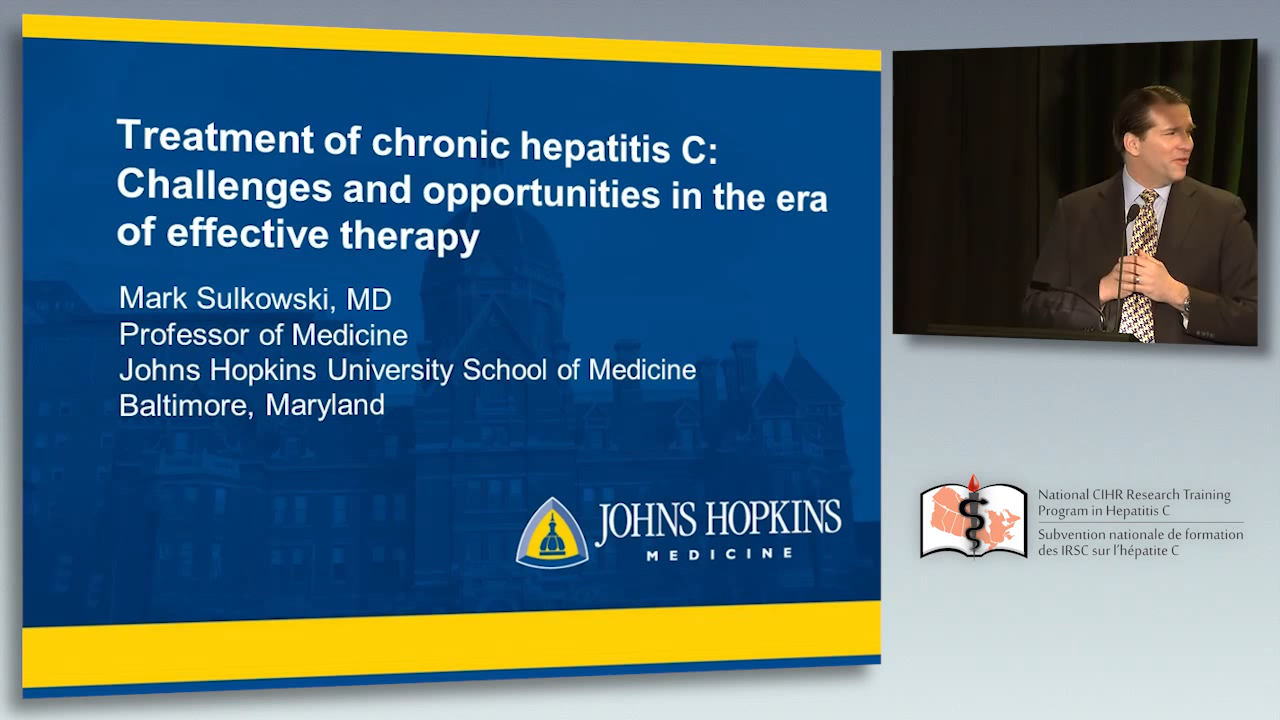 Treatment of chronic hepatitis C:
Challenges and opportunities in the era
of effective therapy
Mark Sulkowski, MD
Professor of Medicine
Johns Hopkins University School of Medicine
Baltimore, Maryland
JOHNS HOPKINS
MEDICINE
National CIHR Research Training
Program in Hepatitis C
Subvention nationale de formation
des IRSC sur l'hépatite C